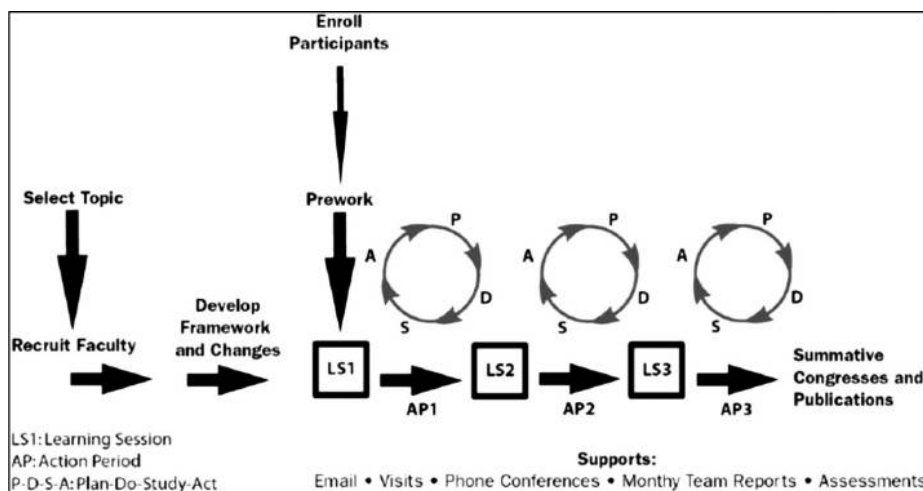 Enroll
Participants
Select Topic
Prework
P
A
D
S
P
A
D
S
P
A
D
S
Recruit Faculty
Develop
Framework
and Changes
LS1
AP1
LS2
AP2
LS3
AP3
Summative
Congresses and
Publications
LS1: Learning Session
AP: Action Period
P-D-S-A: Plan-Do-Study-Act
Supports:
Email • Visits • Phone Conferences • Monthy Team Reports • Assessments